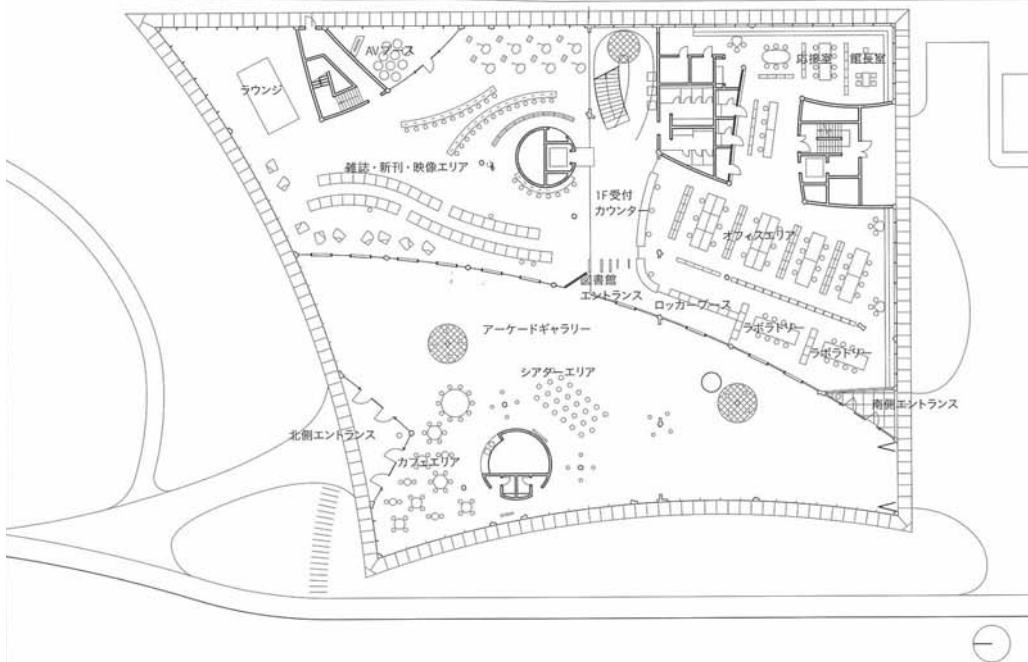 AVブース
応接室
館長室
ラウンジ
雑誌・新刊・映像エリア
1F受付
カウンター
オフィスエリア
図書館
エントランス
ロッカーブース
アーケードギャラリー
ラボラトリー
ラボラトリー
シアターエリア
南側エントランス
北側エントランス
カフェエリア